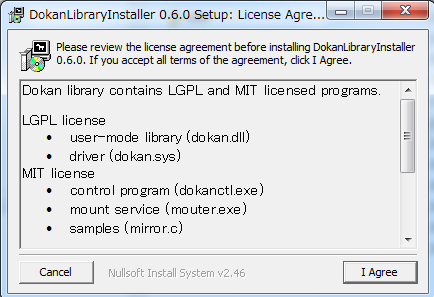 DokanLibraryInstaller 0.6.0 Setup: License Agre...
Please review the license agreement before installing DokanLibraryInstaller
0.6.0. If you accept all terms of the agreement, click I Agree.
Dokan library contains LGPL and MIT licensed programs.
LGPL license
• user-mode library (dokan.dll)
• driver (dokan.sys)
MIT license
• control program (dokanctl.exe)
• mount service (mouter.exe)
• samples (mirror.c)
Cancel
Nullsoft Install System v2.46
I Agree